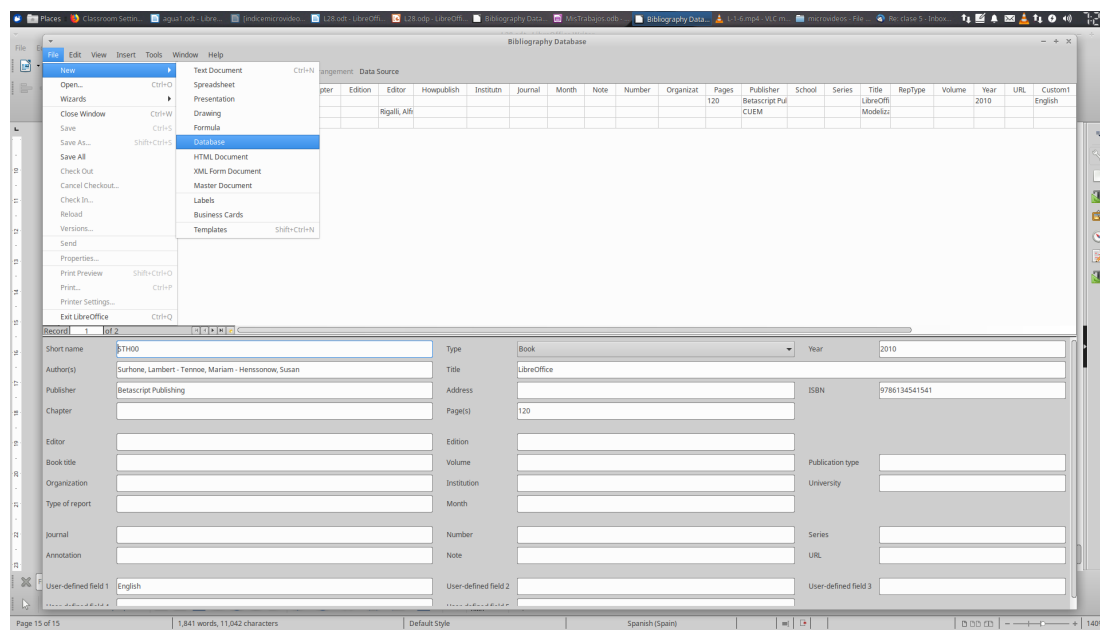 Places Classroom Settin... agua1.odt - Libre... [indicemicrovideo... L28.odt - LibreOffi... L28.odp - LibreOffi... Bibliography Data... MisTrabajos.odb -... Bibliography Data... L-1-6.mp4 - VLC m... microvideos - File ... Re: clase 5 - Inbox...
Bibliography Database
File
File Edit View Insert Tools Window Help
New Text Document Ctrl+N
Data Source
Open... Ctrl+O Spreadsheet
Edition Editor Howpublish Institutn Journal Month Note Number Organizat Pages Publisher School Series Title RepType Volume Year URL Custom1
Wizards Presentation
120 Betascript Pul LibreOffi 2010 English
Close Window Ctrl+W Drawing
Rigalli, Alfr CUEM Modeliza
Save Ctrl+S Formula
Save As... Shift+Ctrl+S Database
Save All HTML Document
Check Out XML Form Document
Cancel Checkout... Master Document
Check In... Labels
Reload Business Cards
Versions... Templates Shift+Ctrl+N
Send
Properties...
Print Preview Shift+Ctrl+O
Print... Ctrl+P
Printer Settings...
Exit LibreOffice Ctrl+Q
Record 1 of 2
Short name STH00 Type Book Year 2010
Author(s) Surhone, Lambert - Tennoe, Mariam - Henssonow, Susan Title LibreOffice
Publisher Betascript Publishing Address ISBN 9786134541541
Chapter Page(s) 120
Editor Edition
Book title Volume Publication type
Organization Institution University
Type of report Month
Journal Number Series
Annotation Note URL
User-defined field 1 English User-defined field 2 User-defined field 3
Page 15 of 15 1,841 words, 11,042 characters Default Style Spanish (Spain) 140%